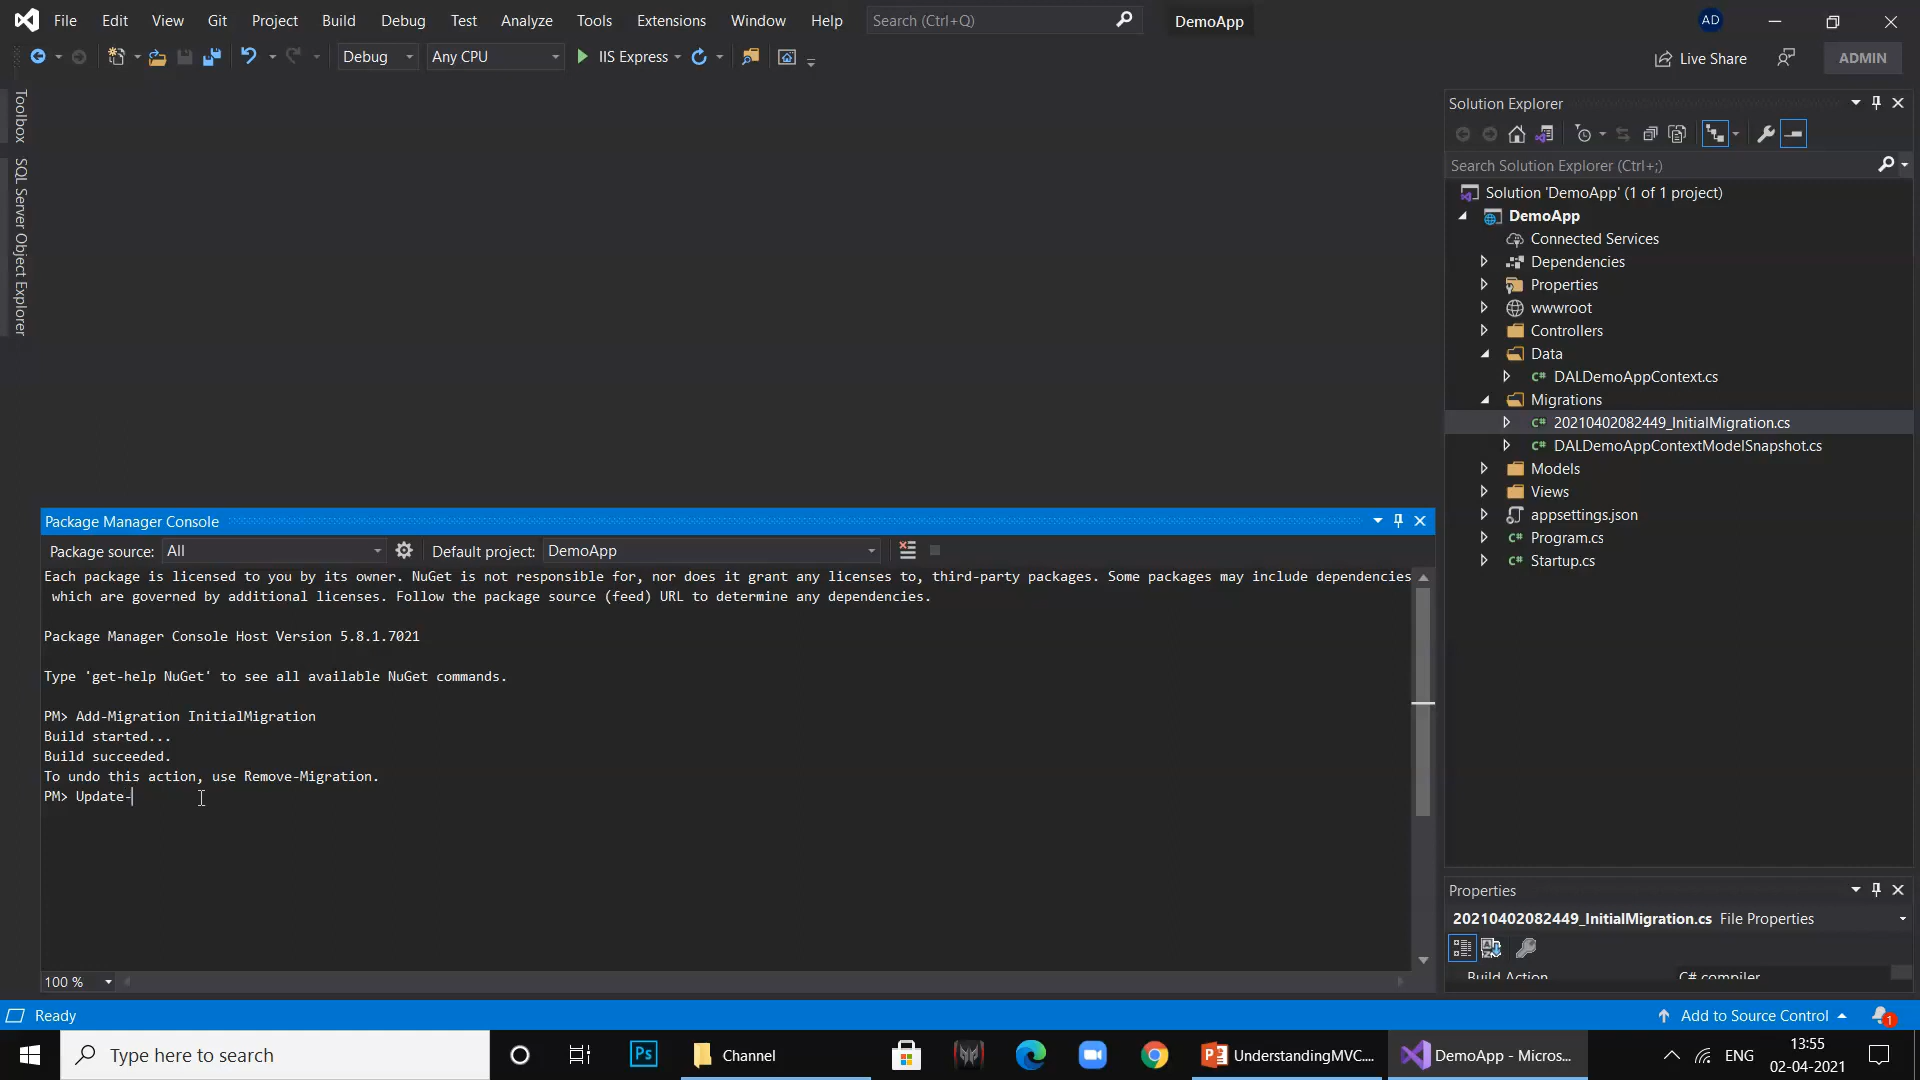 File Edit View Git Project Build Debug Test Analyze Tools Extensions Window Help Search (Ctrl+Q) DemoApp AD
Debug Any CPU IIS Express Live Share ADMIN
Toolbox
SQL Server Object Explorer
Solution Explorer
Search Solution Explorer (Ctrl+;)
Solution 'DemoApp' (1 of 1 project)
DemoApp
Connected Services
Dependencies
Properties
wwwroot
Controllers
Data
C# DALDemoAppContext.cs
Migrations
C# 20210402082449_InitialMigration.cs
C# DALDemoAppContextModelSnapshot.cs
Models
Views
appsettings.json
C# Program.cs
C# Startup.cs
Package Manager Console
Package source: All Default project: DemoApp
Each package is licensed to you by its owner. NuGet is not responsible for, nor does it grant any licenses to, third-party packages. Some packages may include dependencies
which are governed by additional licenses. Follow the package source (feed) URL to determine any dependencies.
Package Manager Console Host Version 5.8.1.7021
Type 'get-help NuGet' to see all available NuGet commands.
PM> Add-Migration InitialMigration
Build started...
Build succeeded.
To undo this action, use Remove-Migration.
PM> Update-
100 %
Properties
20210402082449_InitialMigration.cs File Properties
Build Action C# compiler
Ready Add to Source Control 1
Type here to search Ps Channel UnderstandingMVC.... DemoApp - Micros... ENG 13:55
02-04-2021